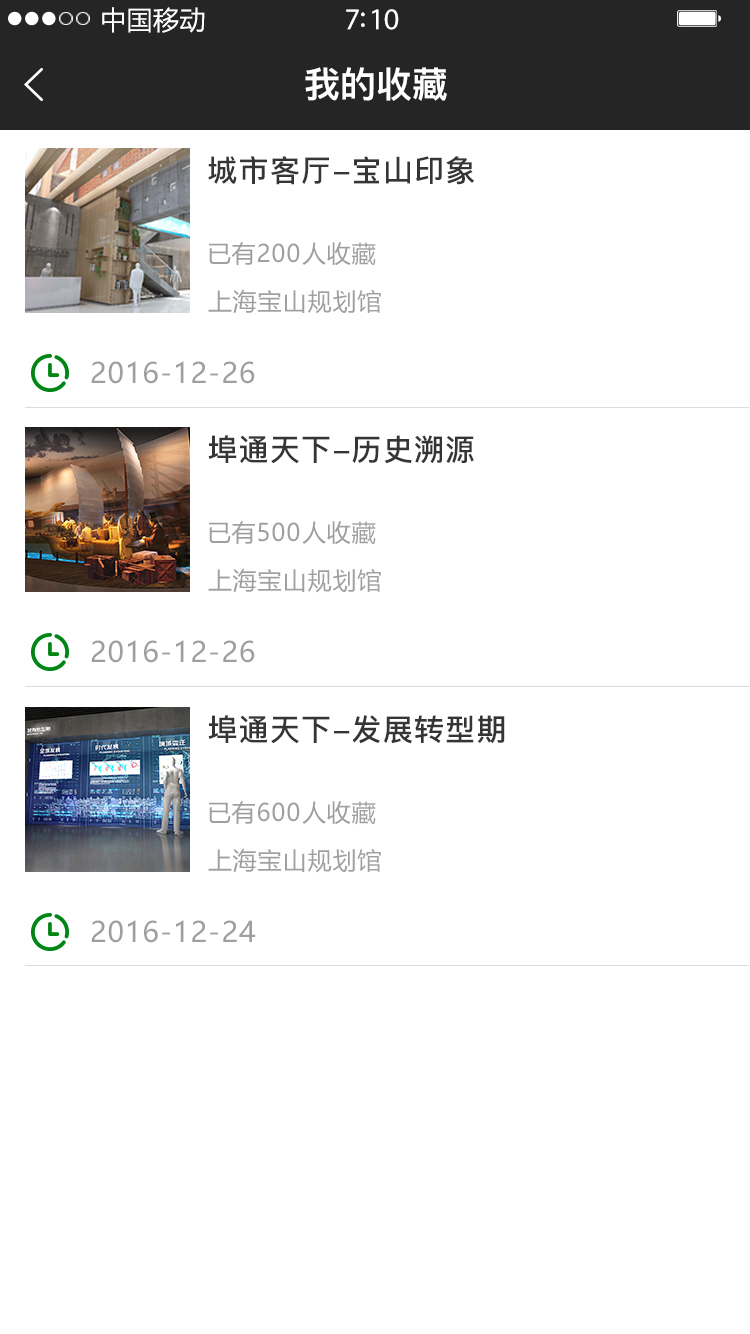 中国移动 7:10
我的收藏
城市客厅–宝山印象
已有200人收藏
上海宝山规划馆
2016-12-26
埠通天下–历史溯源
已有500人收藏
上海宝山规划馆
2016-12-26
埠通天下–发展转型期
时代发展
已有600人收藏
上海宝山规划馆
2016-12-24